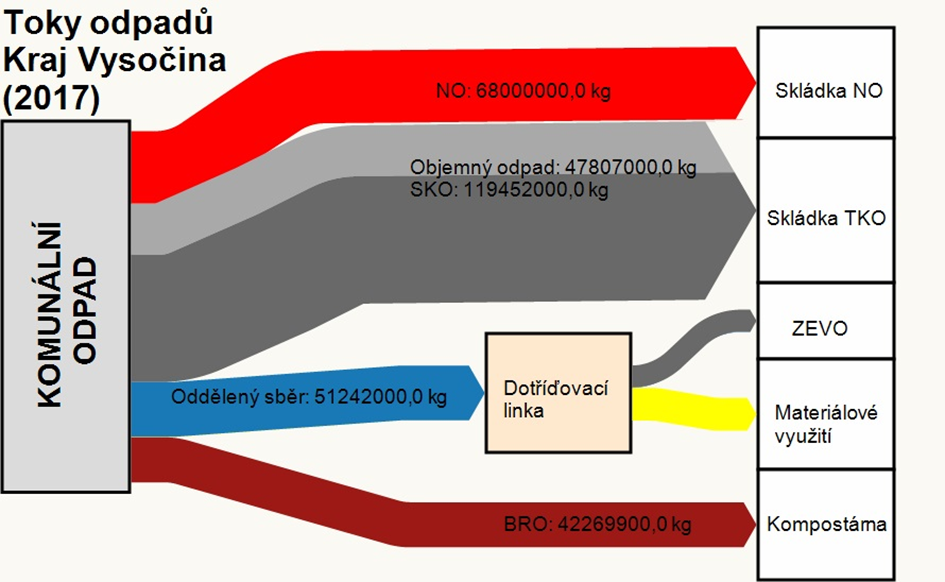 Toky odpadů
Kraj Vysočina
(2017)
KOMUNÁLNÍ
ODPAD
NO: 68000000,0 kg
Skládka NO
Objemný odpad: 47807000,0 kg
SKO: 119452000,0 kg
Skládka TKO
ZEVO
Oddělený sběr: 51242000,0 kg
Dotříďovací
linka
Materiálové
využití
BRO: 42269900,0 kg
Kompostárna